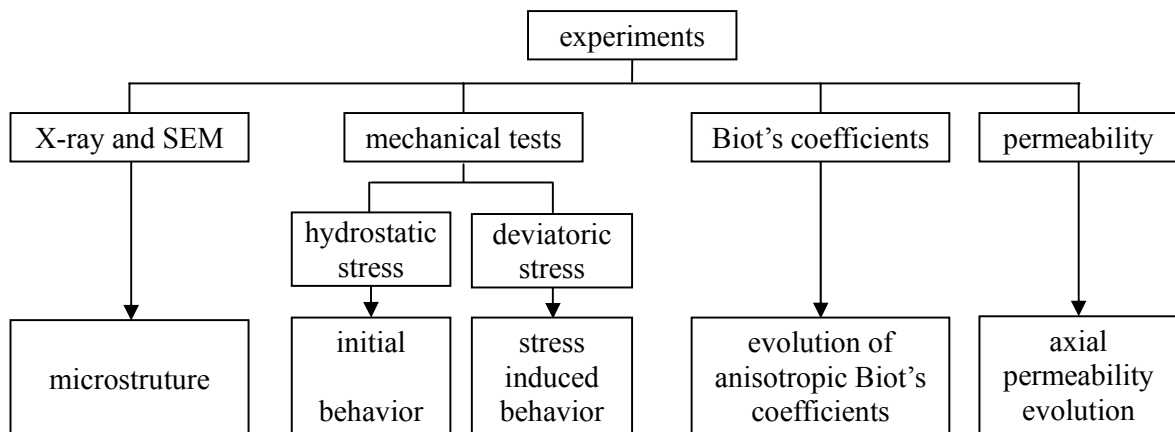 experiments
X-ray and SEM
mechanical tests
Biot's coefficients
permeability
hydrostatic
stress
deviatoric
stress
microstruture
initial
behavior
stress
induced
behavior
evolution of
anisotropic Biot's
coefficients
axial
permeability
evolution